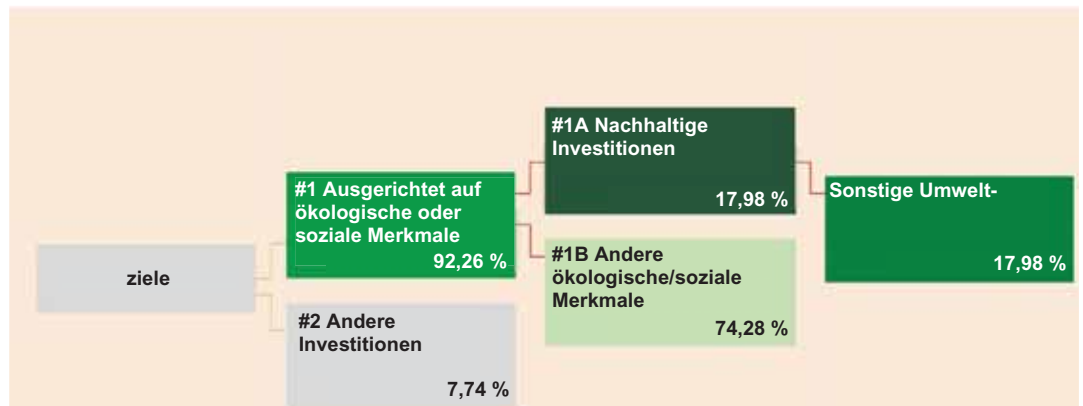 ziele
#1 Ausgerichtet auf
ökologische oder
soziale Merkmale
92,26 %
#2 Andere
Investitionen
7,74 %
#1A Nachhaltige
Investitionen
17,98 %
#1B Andere
ökologische/soziale
Merkmale
74,28 %
Sonstige Umwelt-
17,98 %